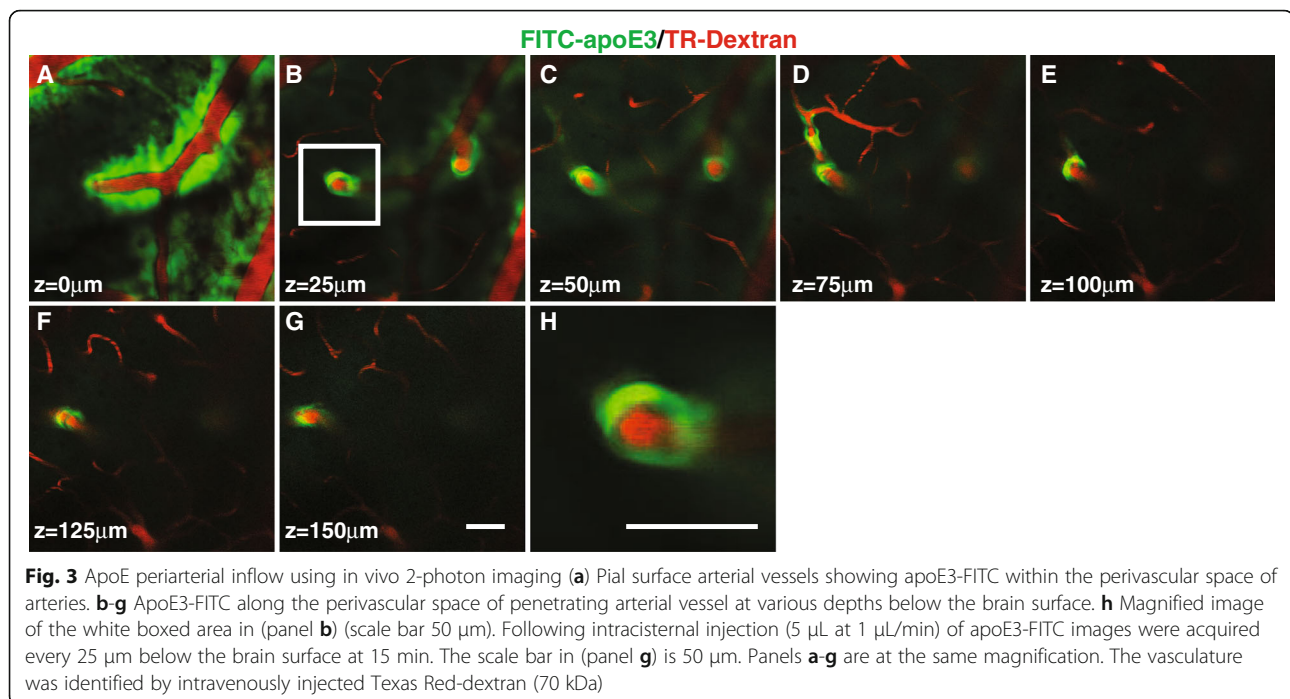 FITC-apoE3/TR-Dextran
A
B
C
D
E
z=0μm
z=25μm
z=50μm
z=75μm
z=100μm
F
G
H
z=125μm
z=150μm
Fig. 3 ApoE periarterial inflow using in vivo 2-photon imaging (a) Pial surface arterial vessels showing apoE3-FITC within the perivascular space of
arteries. b-g ApoE3-FITC along the perivascular space of penetrating arterial vessel at various depths below the brain surface. h Magnified image
of the white boxed area in (panel b) (scale bar 50 μm). Following intracisternal injection (5 μL at 1 μL/min) of apoE3-FITC images were acquired
every 25 μm below the brain surface at 15 min. The scale bar in (panel g) is 50 μm. Panels a-g are at the same magnification. The vasculature
was identified by intravenously injected Texas Red-dextran (70 kDa)